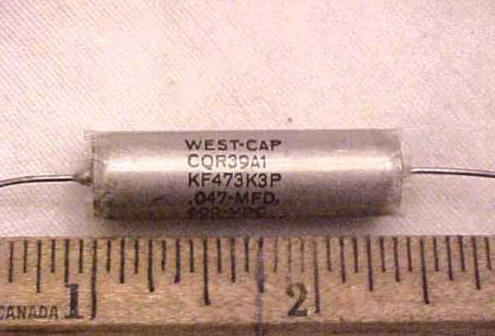 WEST-CAP
CQR39A1
KF473K3P
.047-MFD.
CANADA 1 2